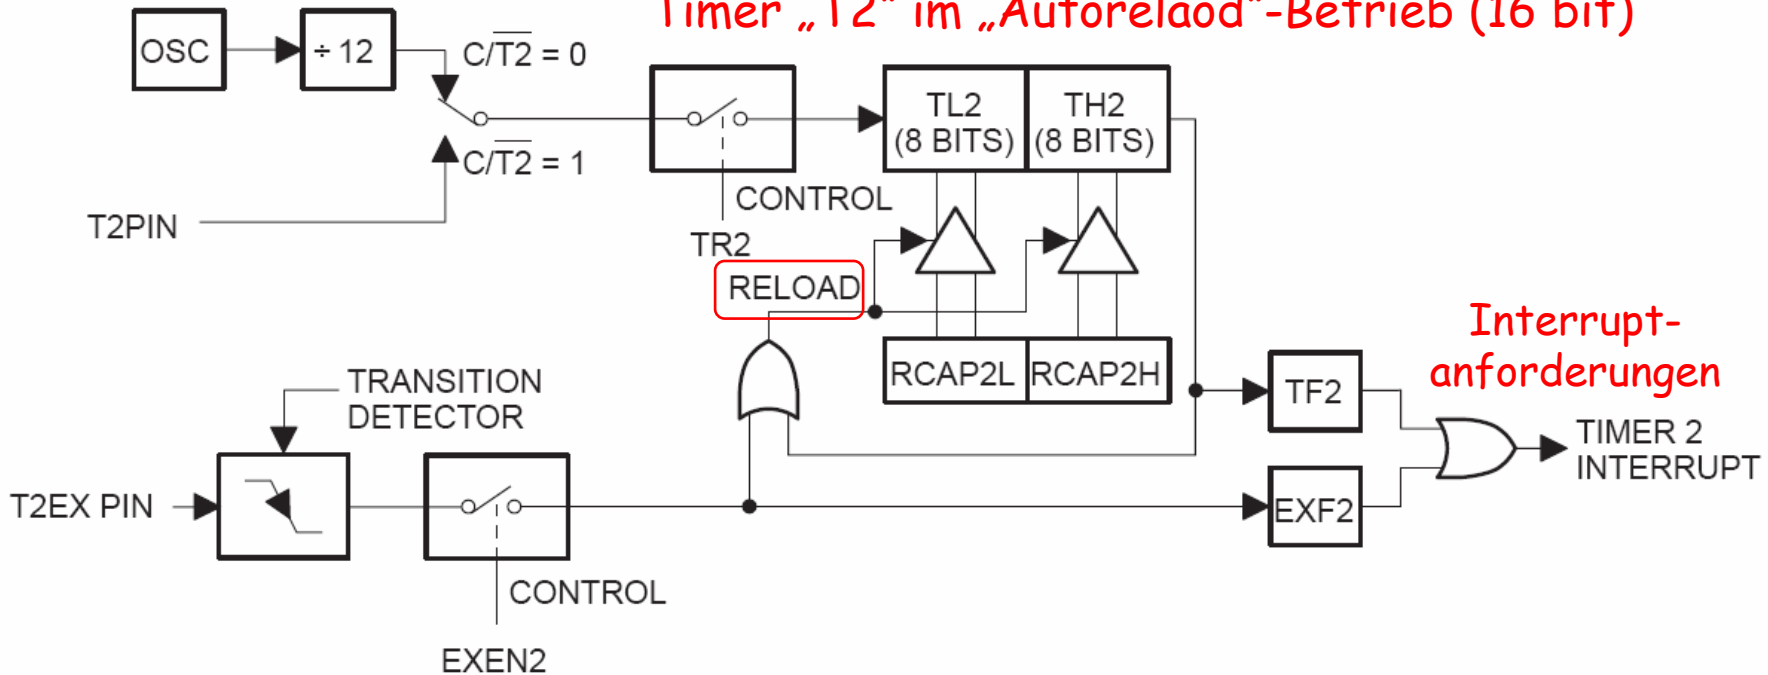 Timer „T2" im „Autorelaod"-Betrieb (16 bit)
OSC
÷ 12
C/T2 = 0
C/T2 = 1
T2PIN
CONTROL
TR2
TL2
(8 BITS)
TH2
(8 BITS)
RELOAD
RCAP2L
RCAP2H
Interrupt-
anforderungen
TF2
TIMER 2
INTERRUPT
TRANSITION
DETECTOR
T2EX PIN
EXF2
CONTROL
EXEN2